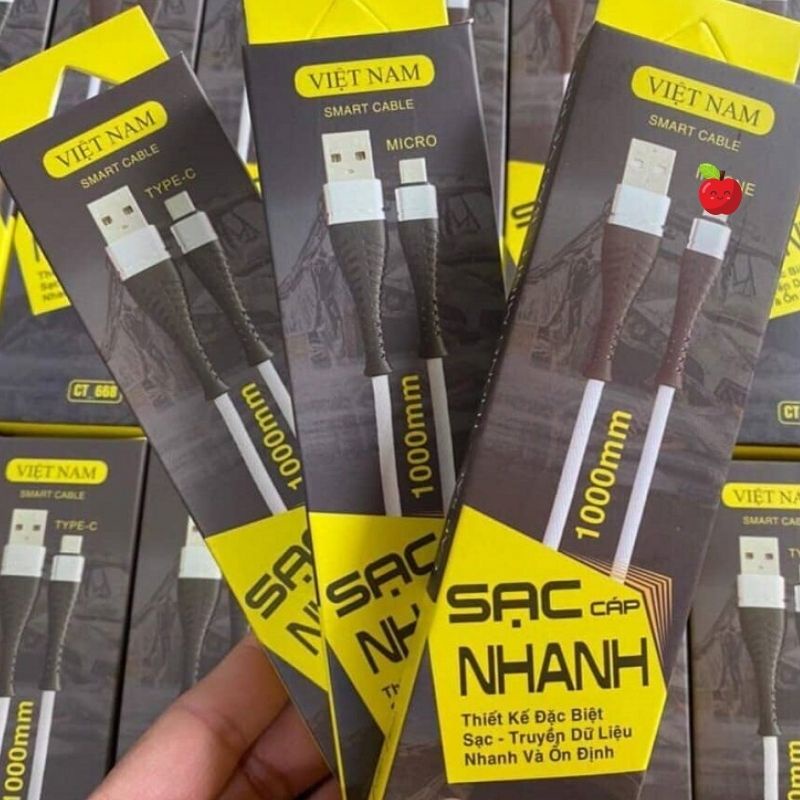 VIỆT NAM
SMART CABLE
TYPE-C
1000mm
SẠC
CT_668
VIỆT NAM
SMART CABLE
MICRO
1000mm
SẠC
VIỆT NAM
SMART CABLE
1000mm
SẠC CÁP
NHANH
Thiết Kế Đặc Biệt
Sạc - Truyền Dữ Liệu
Nhanh Và Ổn Định
VIỆT NAM
SMART CABLE
TYPE-C
1000mm
VIỆT NAM
SMART CABLE